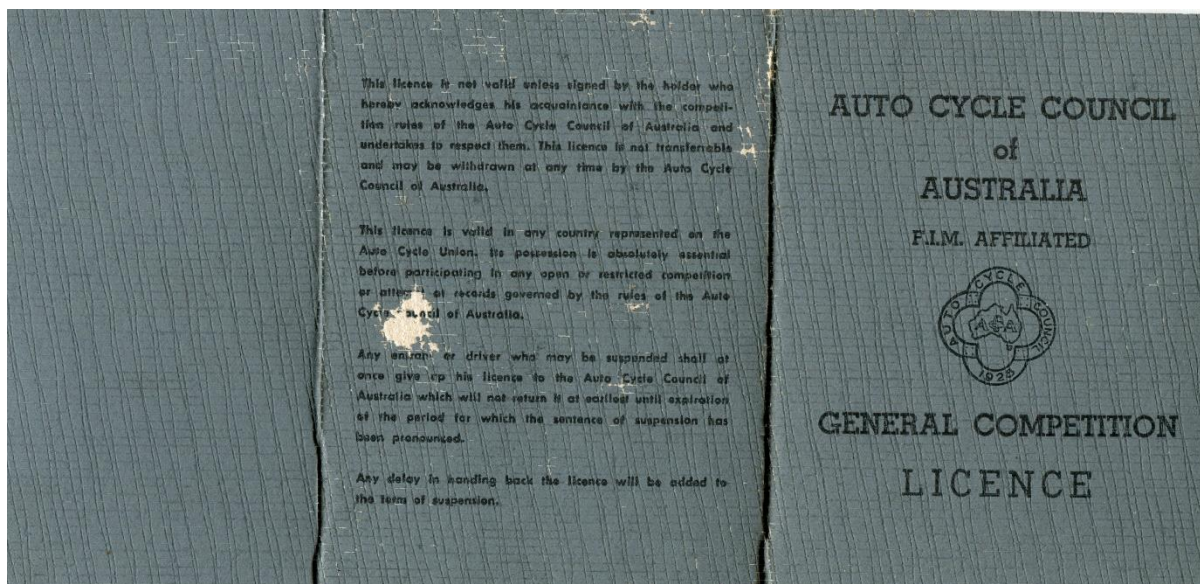 This licence is not valid unless signed by the holder who
hereby acknowledges his acquaintance with the competi-
tion rules of the Auto Cycle Council of Australia and
undertakes to respect them. This licence is not transferrable
and may be withdrawn at any time by the Auto Cycle
Council of Australia.
This licence is valid in any country represented on the
Auto Cycle Union. Its possession is absolutely essential
before participating in any open or restricted competition
or at records governed by the rules of this Auto
Cycle Council of Australia.
Any entrant or driver who may be suspended shall at
once give up his licence to the Auto Cycle Council of
Australia which will not return it at earliest until expiration
of the period for which the sentence of suspension has
been pronounced.
Any delay in handing back the licence will be added to
the term of suspension.
AUTO CYCLE COUNCIL
of
AUSTRALIA
F.I.M. AFFILIATED
AUTO CYCLE COUNCIL
ACCA
1928
GENERAL COMPETITION
LICENCE